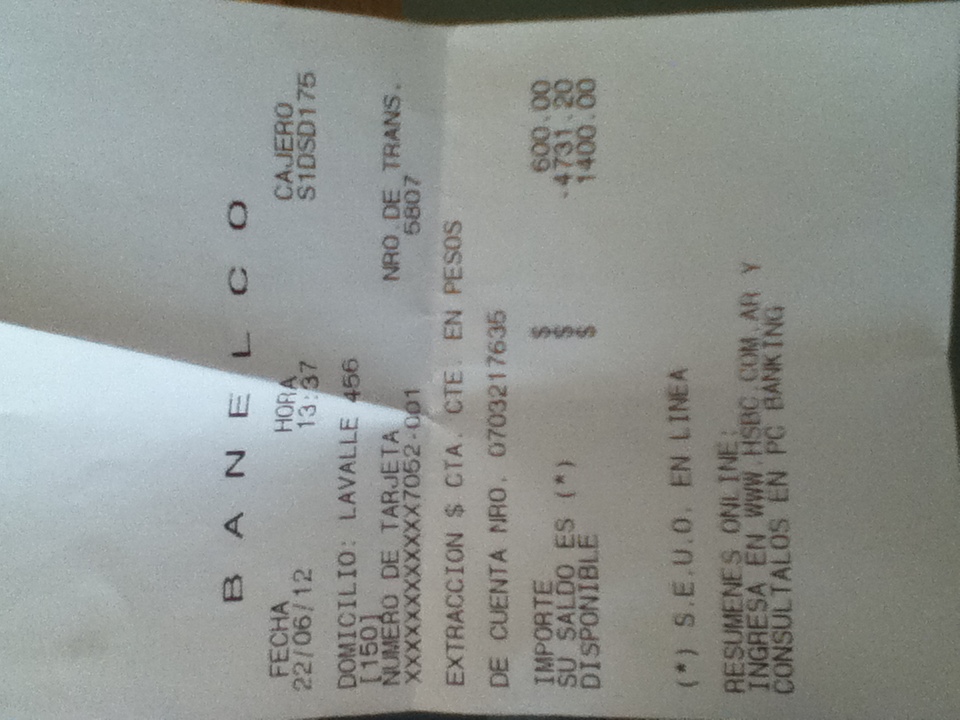 B A N E L C O
FECHA HORA CAJERO
22/06/12 13:37 S1DSD175
DOMICILIO: LAVALLE 456
[150]
NUMERO DE TARJETA NRO.DE TRANS.
XXXXXXXXXXXX7052-001 5807
EXTRACCION $ CTA. CTE. EN PESOS
DE CUENTA NRO. 0703217635
IMPORTE $ 600.00
SU SALDO ES (*) $ -4731.20
DISPONIBLE $ 1400.00
(*) S.E.U.O. EN LINEA
RESUMENES ONLINE:
INGRESA EN WWW.HSBC.COM.AR Y
CONSULTALOS EN PC BANKING